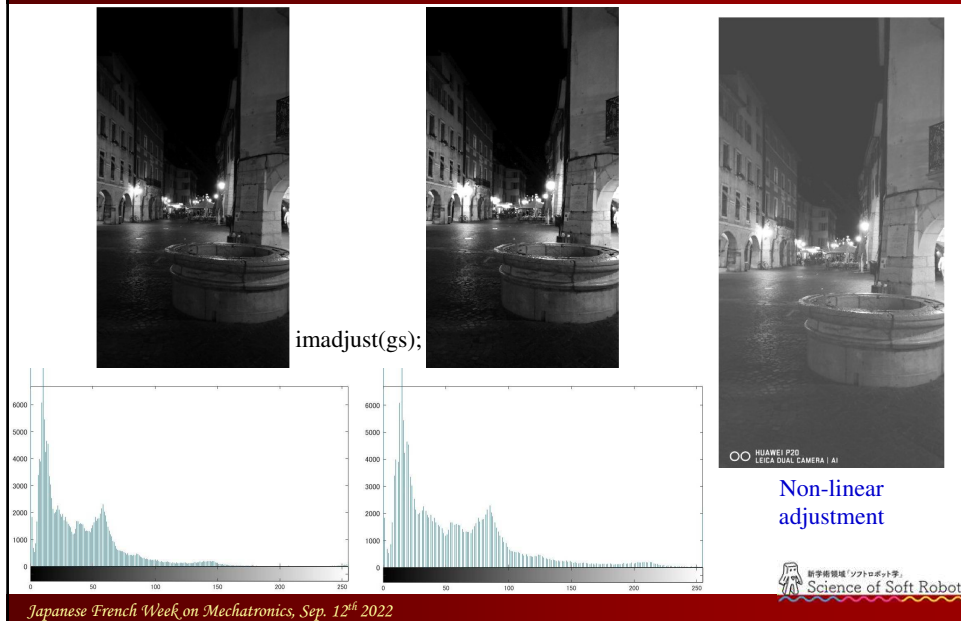 imadjust(gs);
6000
5000
4000
3000
2000
1000
0
0 50 100 150 200 250
6000
5000
4000
3000
2000
1000
0
0 50 100 150 200 250
HUAWEI P20
LEICA DUAL CAMERA | AI
Non-linear
adjustment
新学術領域「ソフトロボット学」
Science of Soft Robot
Japanese French Week on Mechatronics, Sep. 12th 2022